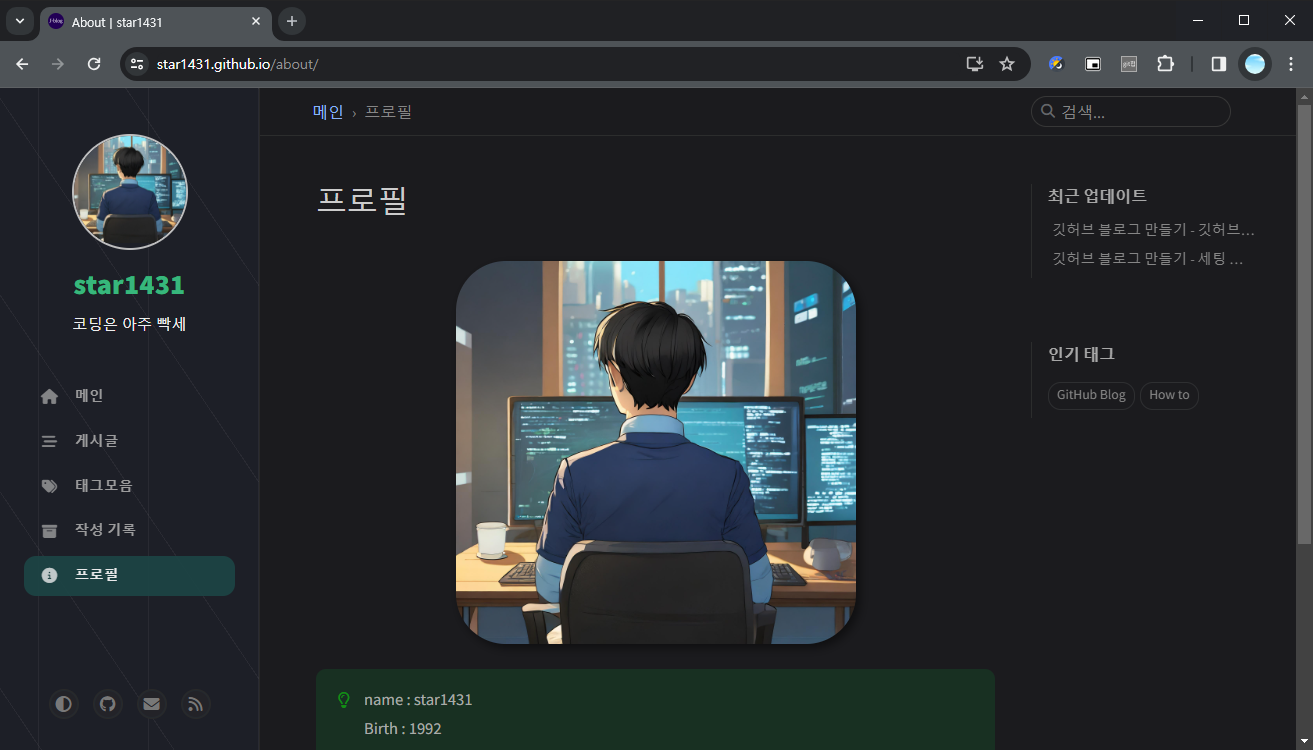 About | star1431
star1431.github.io/about/
star1431
코딩은 아주 빡세
메인
게시글
태그모음
작성 기록
프로필
메인 › 프로필
검색...
프로필
name : star1431
Birth : 1992
최근 업데이트
깃허브 블로그 만들기 - 깃허브...
깃허브 블로그 만들기 - 세팅 ...
인기 태그
GitHub Blog
How to